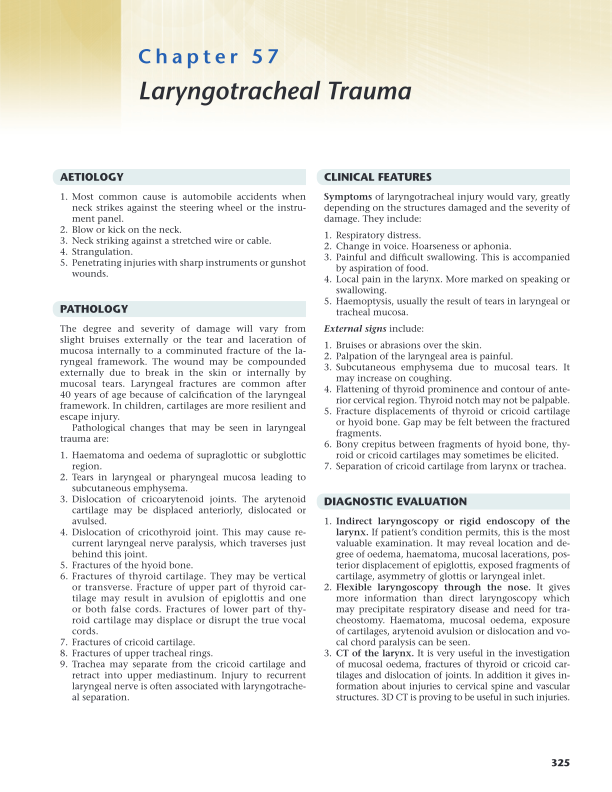 Chapter 57
Laryngotracheal Trauma
AETIOLOGY
1. Most common cause is automobile accidents when
neck strikes against the steering wheel or the instru-
ment panel.
2. Blow or kick on the neck.
3. Neck striking against a stretched wire or cable.
4. Strangulation.
5. Penetrating injuries with sharp instruments or gunshot
wounds.
PATHOLOGY
The degree and severity of damage will vary from
slight bruises externally or the tear and laceration of
mucosa internally to a comminuted fracture of the la-
ryngeal framework. The wound may be compounded
externally due to break in the skin or internally by
mucosal tears. Laryngeal fractures are common after
40 years of age because of calcification of the laryngeal
framework. In children, cartilages are more resilient and
escape injury.
Pathological changes that may be seen in laryngeal
trauma are:
1. Haematoma and oedema of supraglottic or subglottic
region.
2. Tears in laryngeal or pharyngeal mucosa leading to
subcutaneous emphysema.
3. Dislocation of cricoarytenoid joints. The arytenoid
cartilage may be displaced anteriorly, dislocated or
avulsed.
4. Dislocation of cricothyroid joint. This may cause re-
current laryngeal nerve paralysis, which traverses just
behind this joint.
5. Fractures of the hyoid bone.
6. Fractures of thyroid cartilage. They may be vertical
or transverse. Fracture of upper part of thyroid car-
tilage may result in avulsion of epiglottis and one
or both false cords. Fractures of lower part of thy-
roid cartilage may displace or disrupt the true vocal
cords.
7. Fractures of cricoid cartilage.
8. Fractures of upper tracheal rings.
9. Trachea may separate from the cricoid cartilage and
retract into upper mediastinum. Injury to recurrent
laryngeal nerve is often associated with laryngotrache-
al separation.
CLINICAL FEATURES
Symptoms of laryngotracheal injury would vary, greatly
depending on the structures damaged and the severity of
damage. They include:
1. Respiratory distress.
2. Change in voice. Hoarseness or aphonia.
3. Painful and difficult swallowing. This is accompanied
by aspiration of food.
4. Local pain in the larynx. More marked on speaking or
swallowing.
5. Haemoptysis, usually the result of tears in laryngeal or
tracheal mucosa.
External signs include:
1. Bruises or abrasions over the skin.
2. Palpation of the laryngeal area is painful.
3. Subcutaneous emphysema due to mucosal tears. It
may increase on coughing.
4. Flattening of thyroid prominence and contour of ante-
rior cervical region. Thyroid notch may not be palpable.
5. Fracture displacements of thyroid or cricoid cartilage
or hyoid bone. Gap may be felt between the fractured
fragments.
6. Bony crepitus between fragments of hyoid bone, thy-
roid or cricoid cartilages may sometimes be elicited.
7. Separation of cricoid cartilage from larynx or trachea.
DIAGNOSTIC EVALUATION
1. Indirect laryngoscopy or rigid endoscopy of the
larynx. If patient's condition permits, this is the most
valuable examination. It may reveal location and de-
gree of oedema, haematoma, mucosal lacerations, pos-
terior displacement of epiglottis, exposed fragments of
cartilage, asymmetry of glottis or laryngeal inlet.
2. Flexible laryngoscopy through the nose. It gives
more information than direct laryngoscopy which
may precipitate respiratory disease and need for tra-
cheostomy. Haematoma, mucosal oedema, exposure
of cartilages, arytenoid avulsion or dislocation and vo-
cal chord paralysis can be seen.
3. CT of the larynx. It is very useful in the investigation
of mucosal oedema, fractures of thyroid or cricoid car-
tilages and dislocation of joints. In addition it gives in-
formation about injuries to cervical spine and vascular
structures. 3D CT is proving to be useful in such injuries.
325